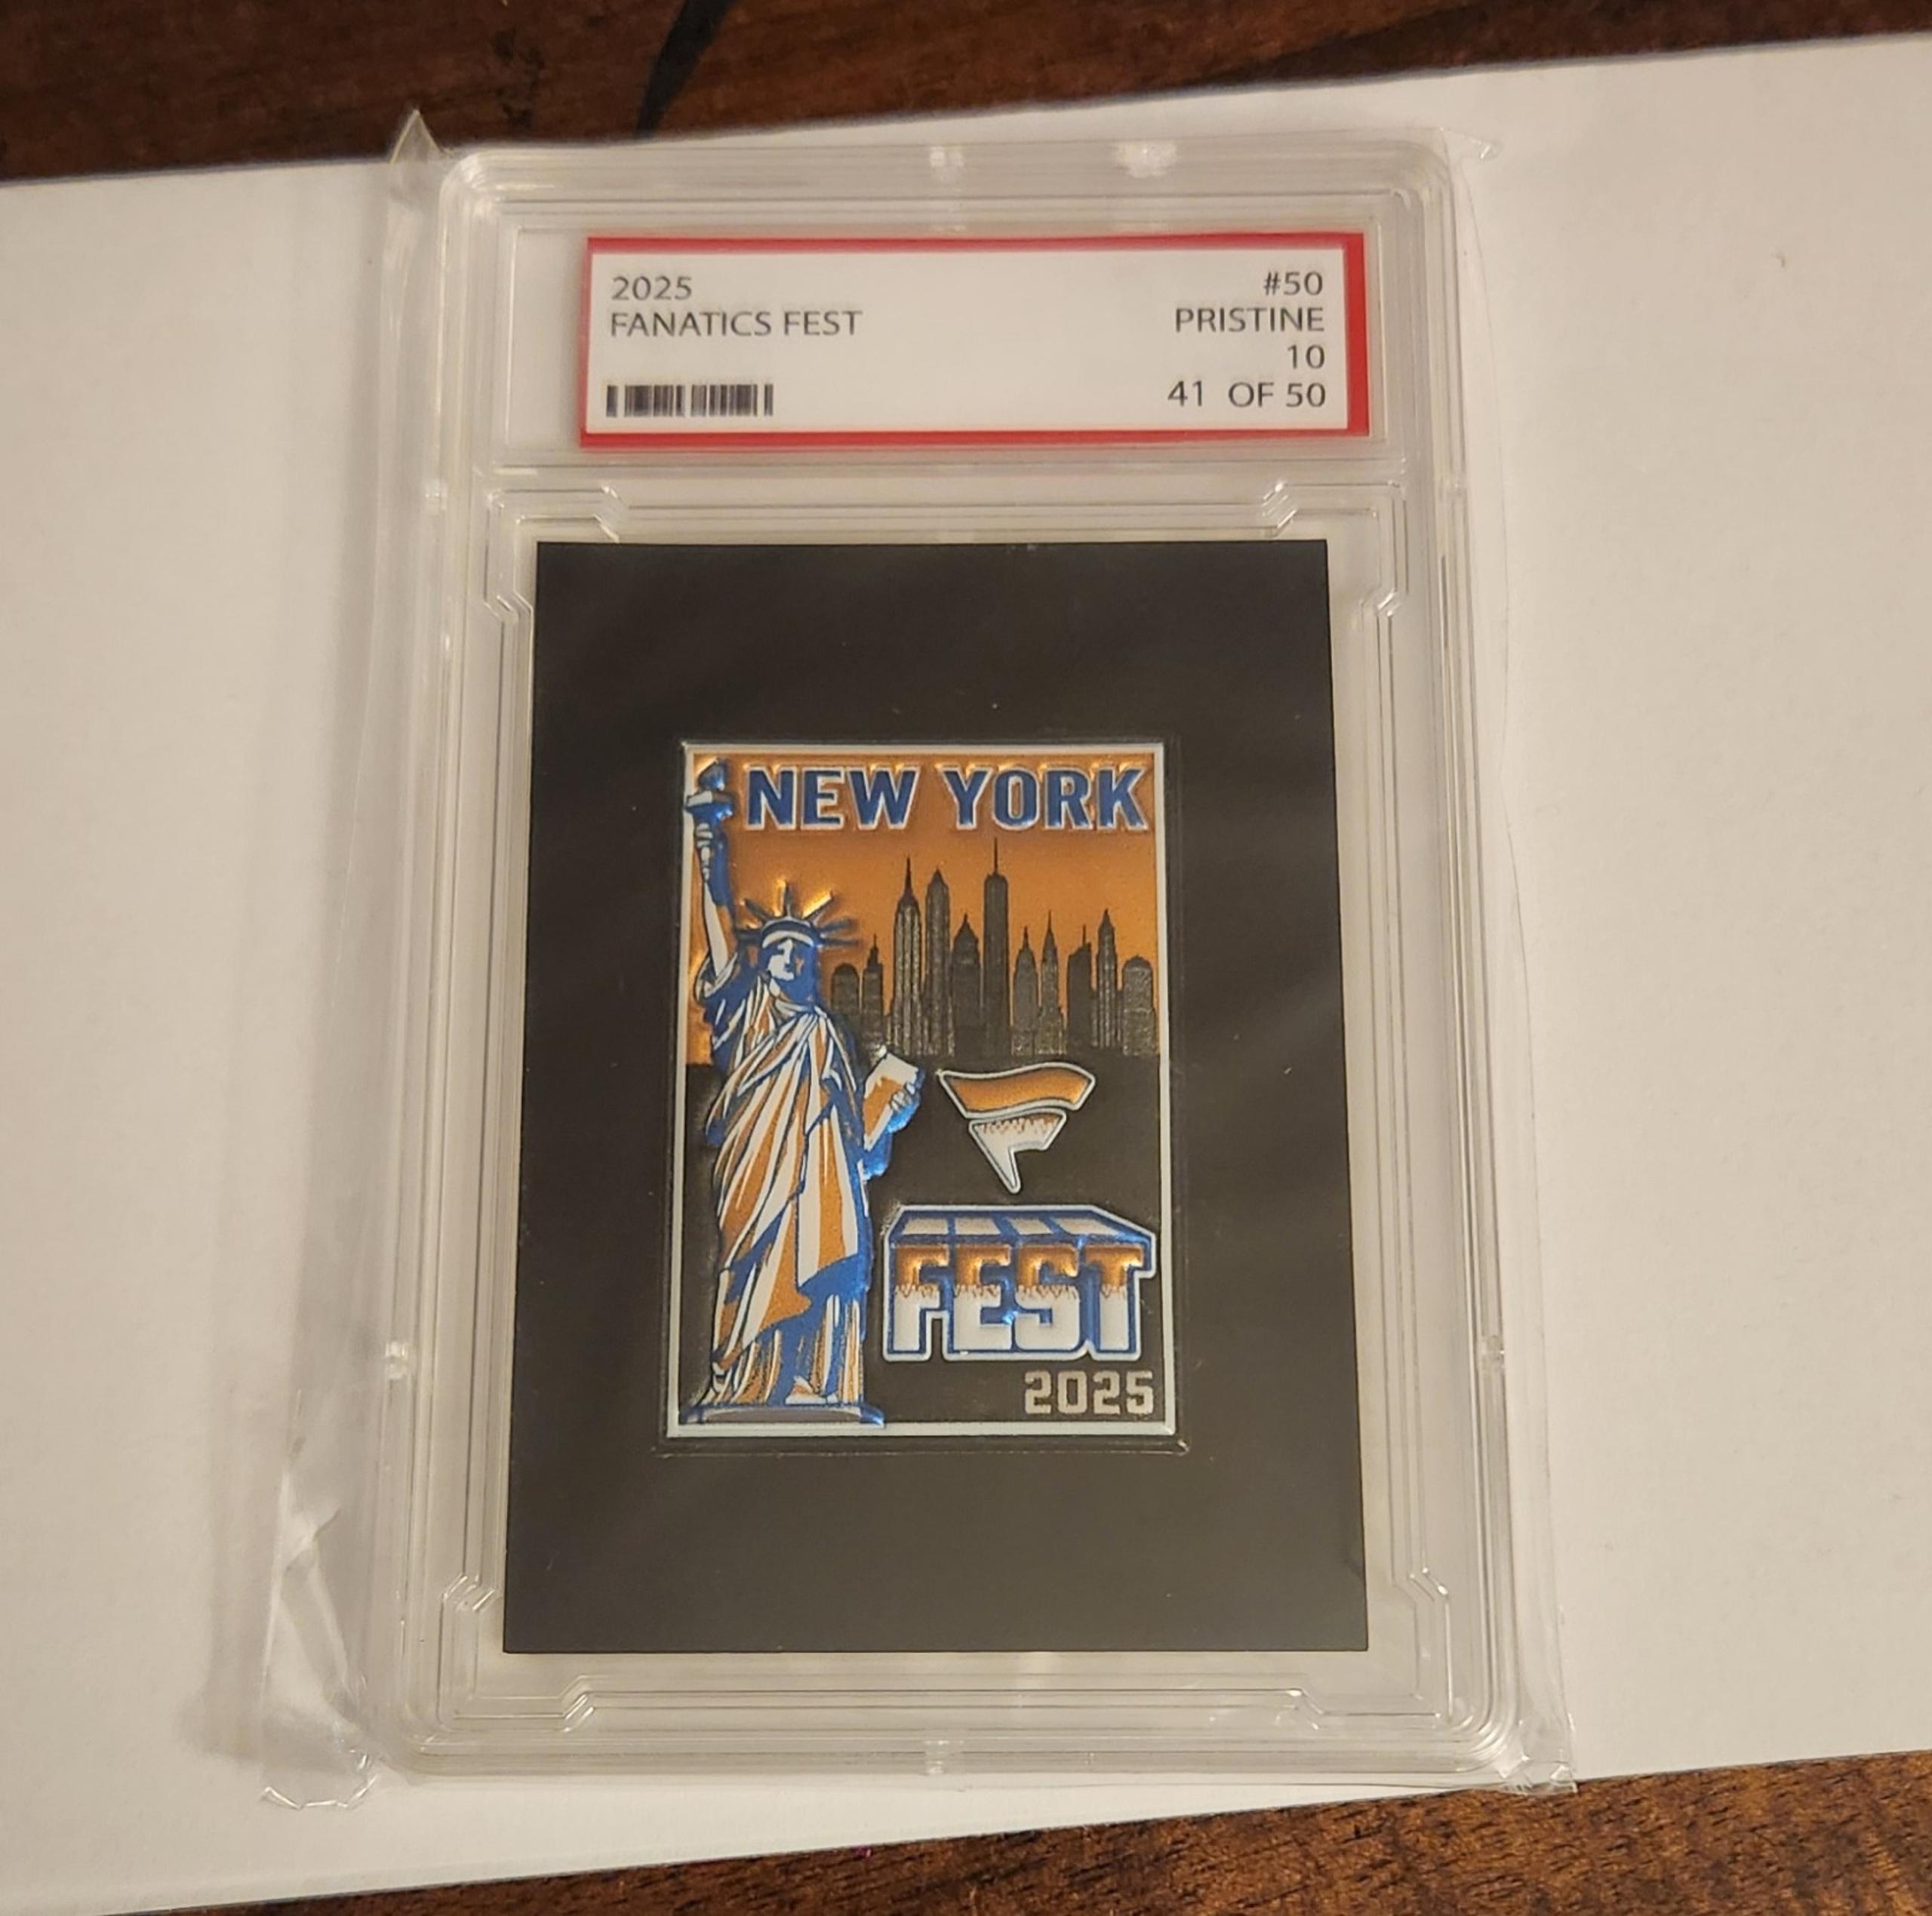 2025
FANATICS FEST
#50
PRISTINE
10
41 OF 50
NEW YORK
FEST
2025